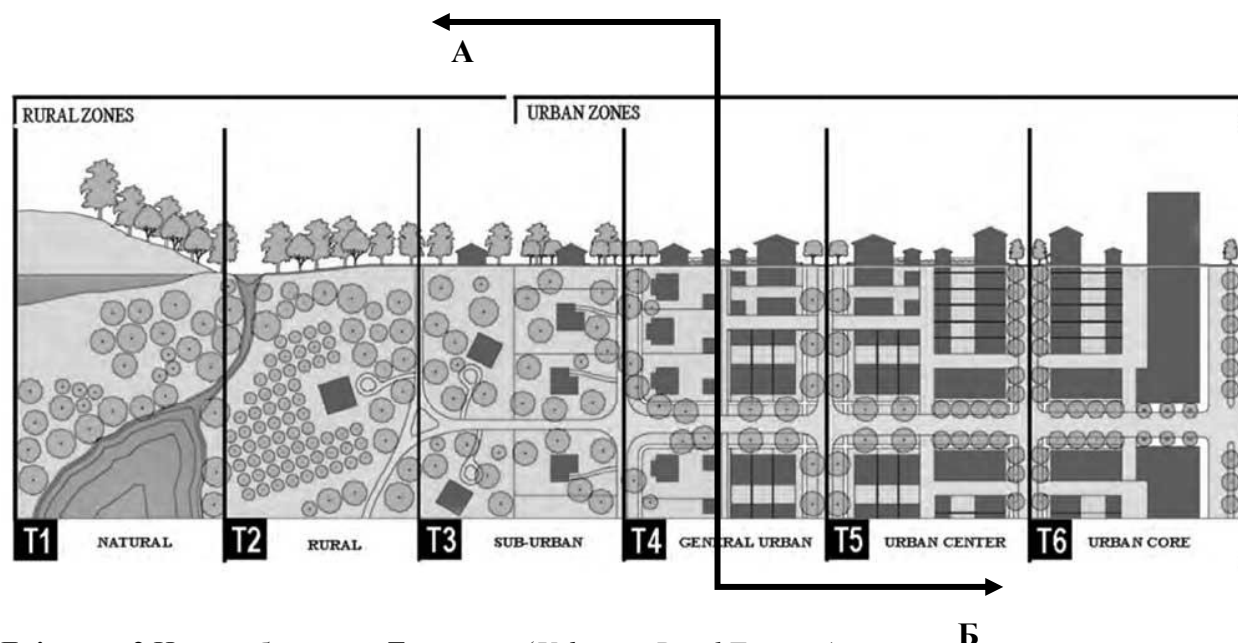 А
RURAL ZONES
URBAN ZONES
T1 NATURAL
T2 RURAL
T3 SUB-URBAN
T4 GENERAL URBAN
T5 URBAN CENTER
T6 URBAN CORE
Б